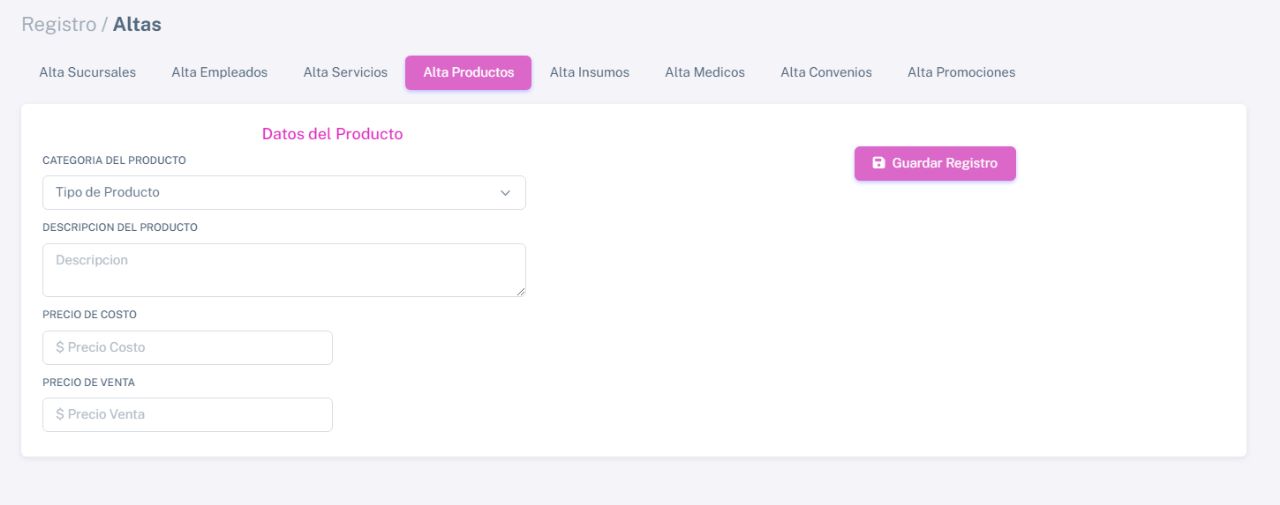 Registro / Altas
Alta Sucursales Alta Empleados Alta Servicios Alta Productos Alta Insumos Alta Medicos Alta Convenios Alta Promociones
Datos del Producto
CATEGORIA DEL PRODUCTO
Guardar Registro
Tipo de Producto
DESCRIPCION DEL PRODUCTO
Descripcion
PRECIO DE COSTO
$ Precio Costo
PRECIO DE VENTA
$ Precio Venta